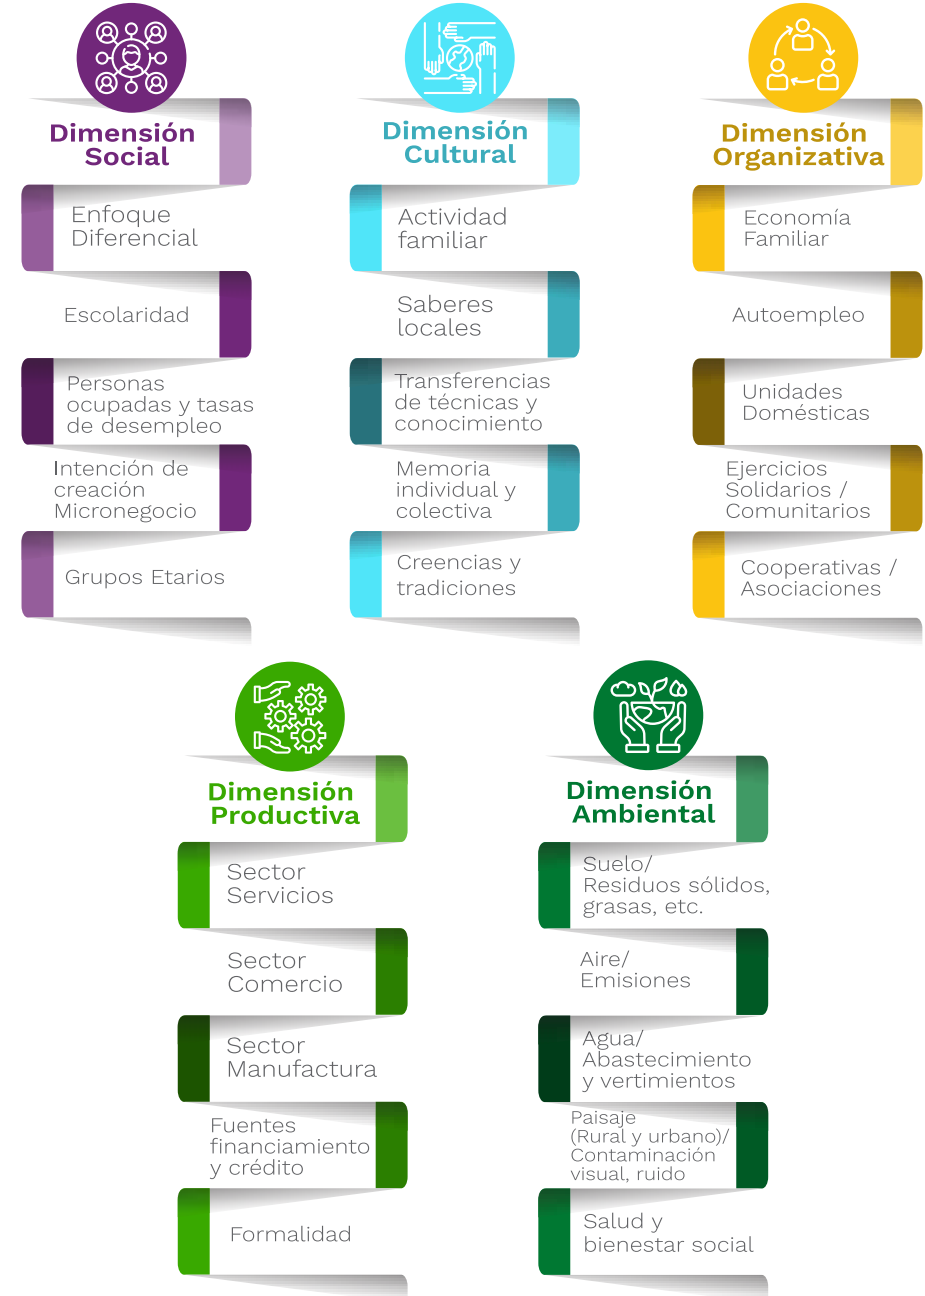 Dimensión
Social
Enfoque
Diferencial
Escolaridad
Personas
ocupadas y tasas
de desempleo
Intención de
creación
Micronegocio
Grupos Etarios
Dimensión
Cultural
Actividad
familiar
Saberes
locales
Transferencias
de técnicas y
conocimiento
Memoria
individual y
colectiva
Creencias y
tradiciones
Dimensión
Organizativa
Economía
Familiar
Autoempleo
Unidades
Domésticas
Ejercicios
Solidarios /
Comunitarios
Cooperativas /
Asociaciones
Dimensión
Productiva
Sector
Servicios
Sector
Comercio
Sector
Manufactura
Fuentes
financiamiento
y crédito
Formalidad
Dimensión
Ambiental
Suelo/
Residuos sólidos,
grasas, etc.
Aire/
Emisiones
Agua/
Abastecimiento
y vertimientos
Paisaje
(Rural y urbano)/
Contaminación
visual, ruido
Salud y
bienestar social